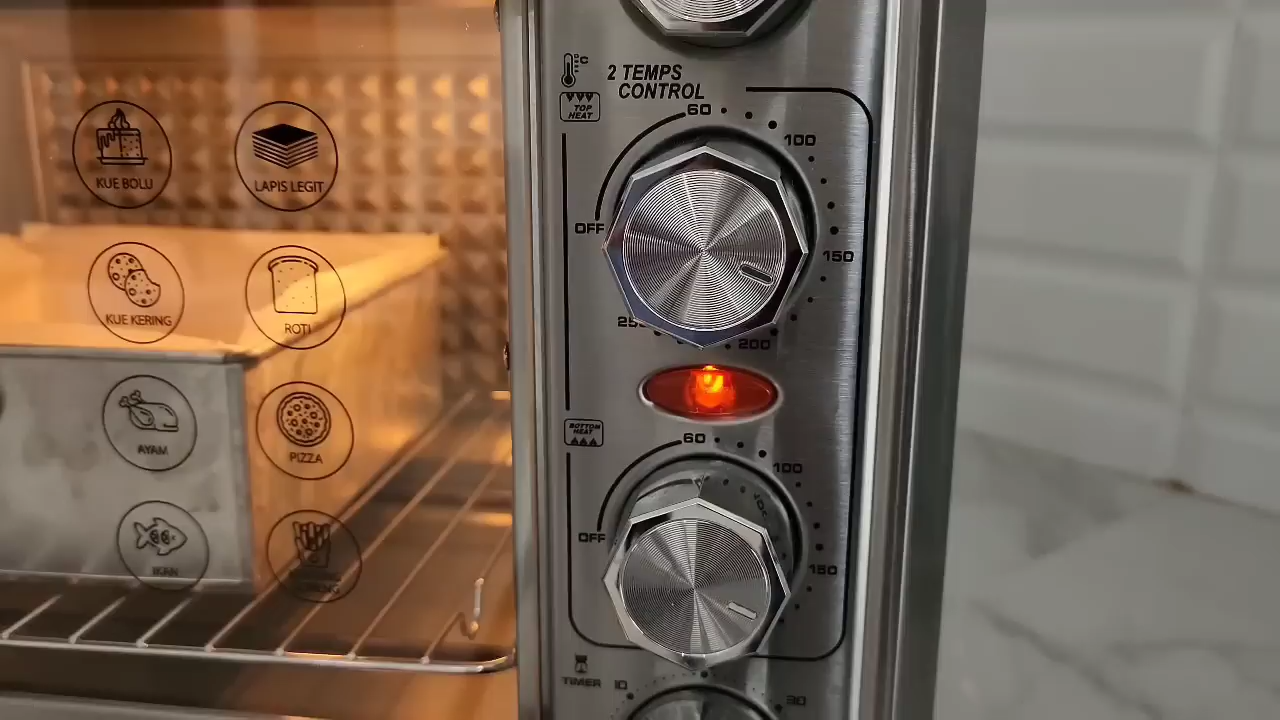 °C
2 TEMPS
CONTROL
TOP
HEAT
60
100
OFF
150
200
BOTTOM
HEAT
60
100
OFF
150
TIMER
10
30
KUE BOLU
LAPIS LEGIT
KUE KERING
ROTI
AYAM
PIZZA
IKAN